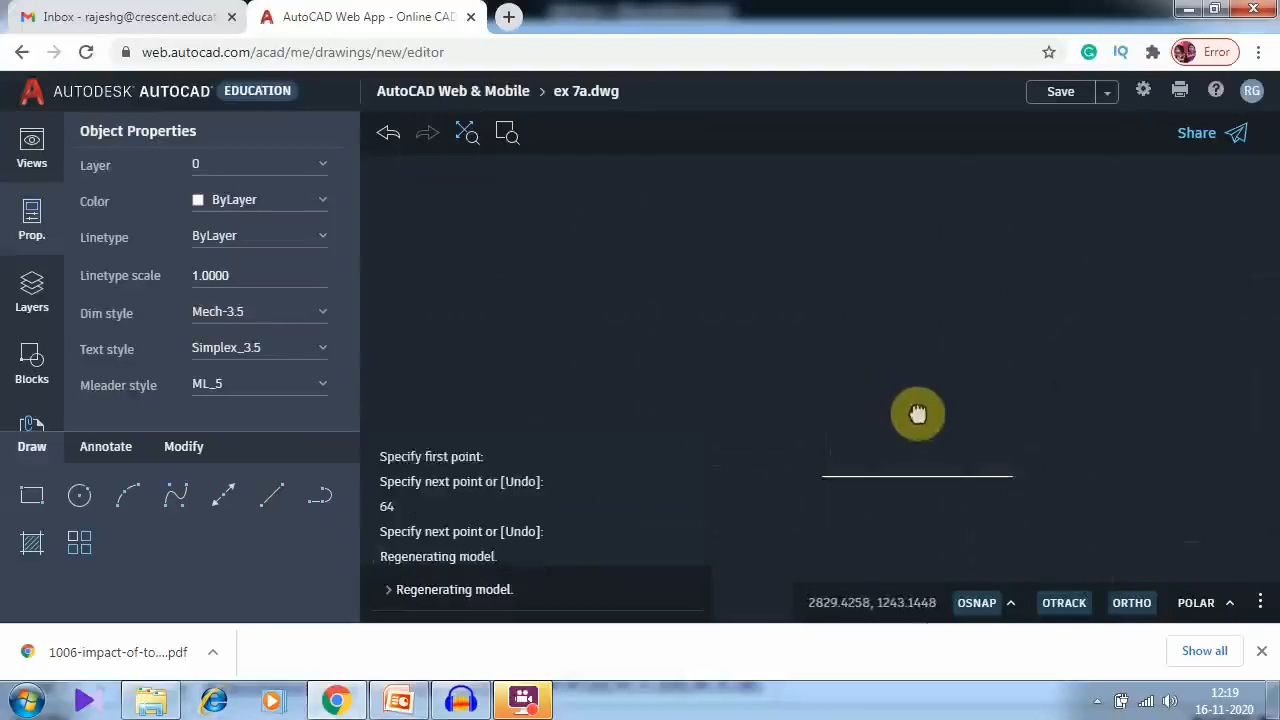 Inbox - rajeshg@crescent.educat
AutoCAD Web App - Online CAD
web.autocad.com/acad/me/drawings/new/editor
IQ
Error
AUTODESK® AUTOCAD® EDUCATION
AutoCAD Web & Mobile > ex 7a.dwg
Save
RG
Views
Prop.
Layers
Blocks
Object Properties
Layer 0
Color ByLayer
Linetype ByLayer
Linetype scale 1.0000
Dim style Mech-3.5
Text style Simplex_3.5
Mleader style ML_5
Share
Draw Annotate Modify
Specify first point:
Specify next point or [Undo]:
64
Specify next point or [Undo]:
Regenerating model.
> Regenerating model.
2829.4258, 1243.1448 OSNAP OTRACK ORTHO POLAR
1006-impact-of-to....pdf
Show all
12:19
16-11-2020